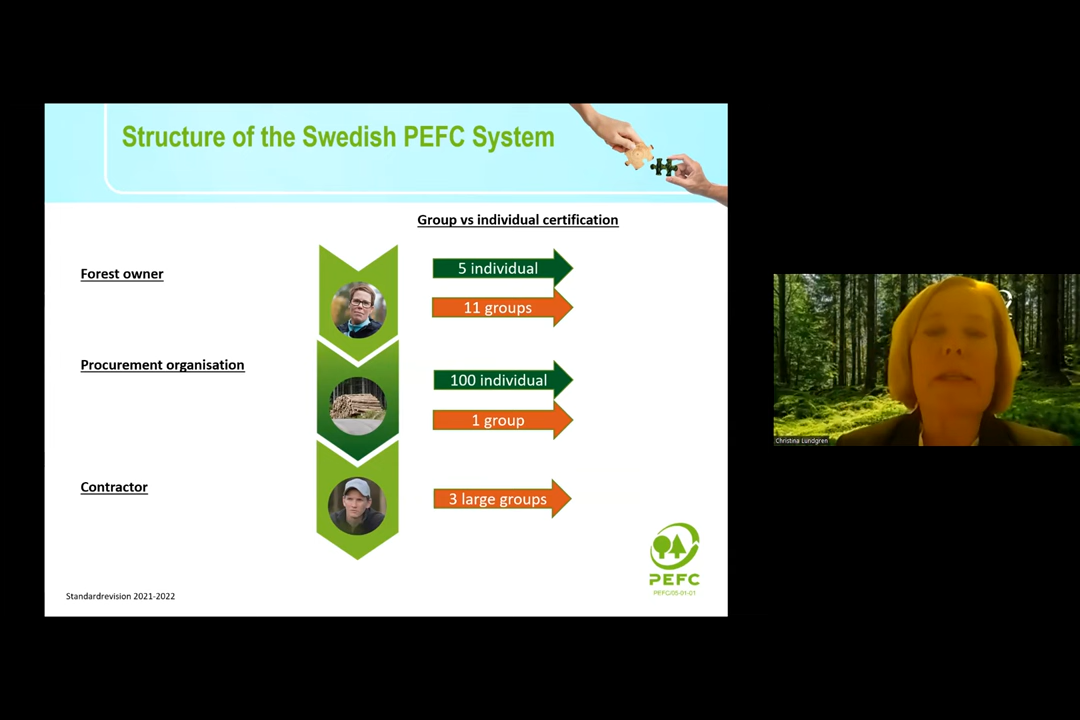 Structure of the Swedish PEFC System
Group vs individual certification
Forest owner
5 individual
11 groups
Procurement organisation
100 individual
1 group
Contractor
3 large groups
PEFC
PEFC/05-01-01
Standardrevision 2021-2022
Christina Lundgren